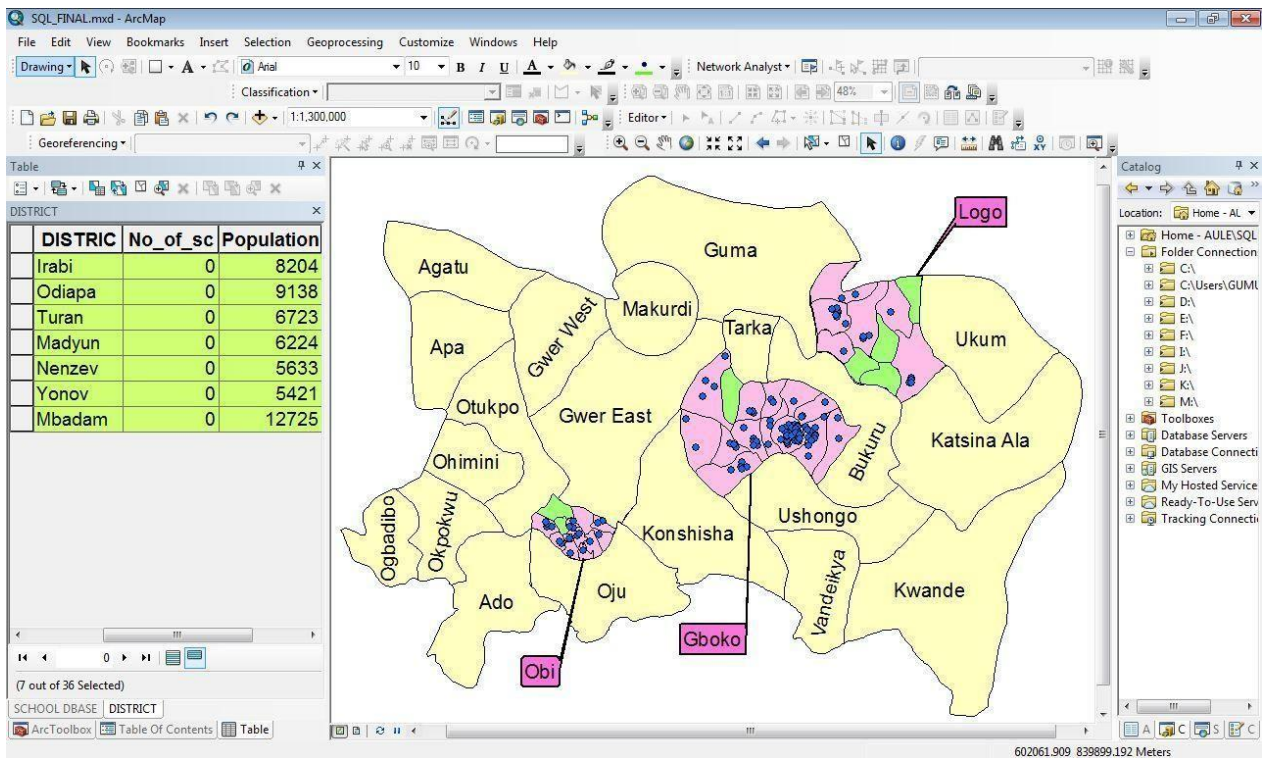 SQL_FINAL.mxd - ArcMap
File Edit View Bookmarks Insert Selection Geoprocessing Customize Windows Help
Drawing A Arial 10 B I U A Network Analyst
Classification 48%
1:1,300,000 Editor
Georeferencing
Table
DISTRICT
DISTRIC No_of_sc Population
Irabi 0 8204
Odiapa 0 9138
Turan 0 6723
Madyun 0 6224
Nenzev 0 5633
Yonov 0 5421
Mbadam 0 12725
0
(7 out of 36 Selected)
SCHOOL DBASE DISTRICT
ArcToolbox Table Of Contents Table
Logo
Guma
Agatu
Gwer West
Makurdi
Tarka
Ukum
Apa
Otukpo
Gwer East
Bukuru
Katsina Ala
Ohimini
Ogbadibo
Okpokwu
Konshisha
Ushongo
Vandeikya
Kwande
Ado
Oju
Gboko
Obi
Catalog
Location: Home - AL
Home - AULE\SQL
Folder Connection
C:\
C:\Users\GUMU
D:\
E:\
F:\
I:\
J:\
K:\
M:\
Toolboxes
Database Servers
Database Connecti
GIS Servers
My Hosted Service
Ready-To-Use Serv
Tracking Connectio
A C S C
602061.909 839899.192 Meters